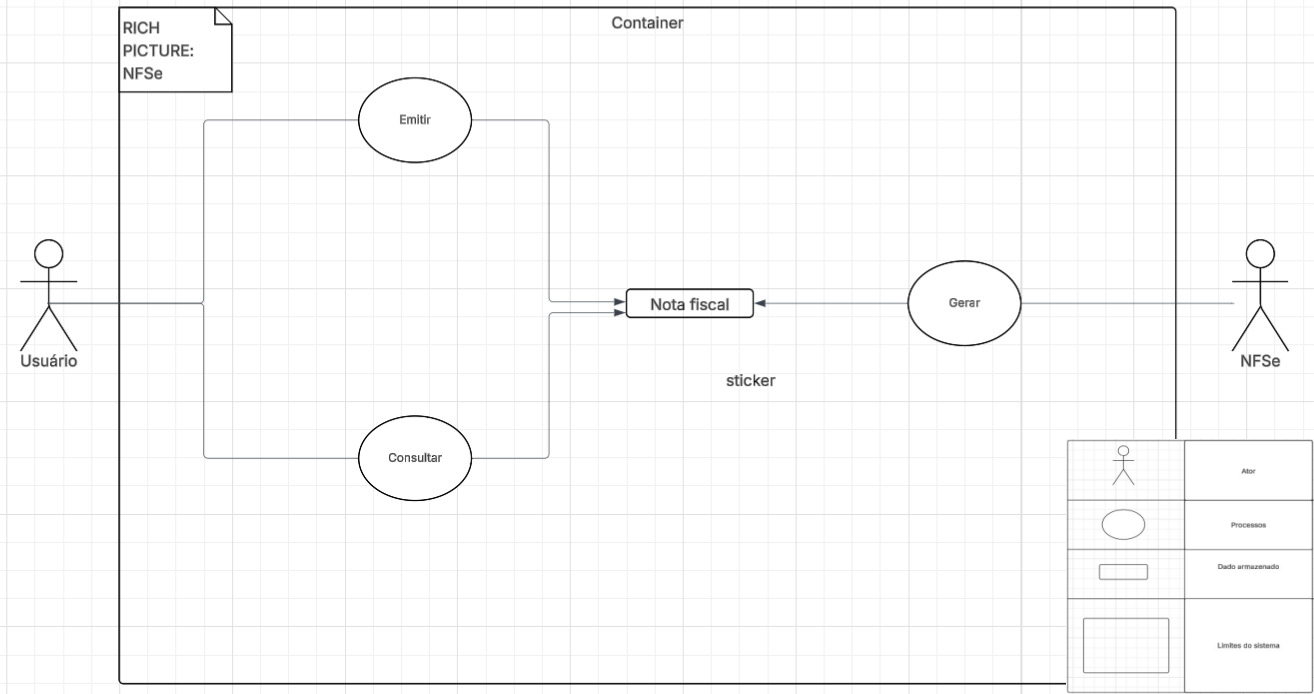 Container
RICH
PICTURE:
NFSe
Emitir
Usuário
Nota fiscal
Gerar
NFSe
sticker
Consultar
Ator
Processos
Dado armazenado
Limites do sistema